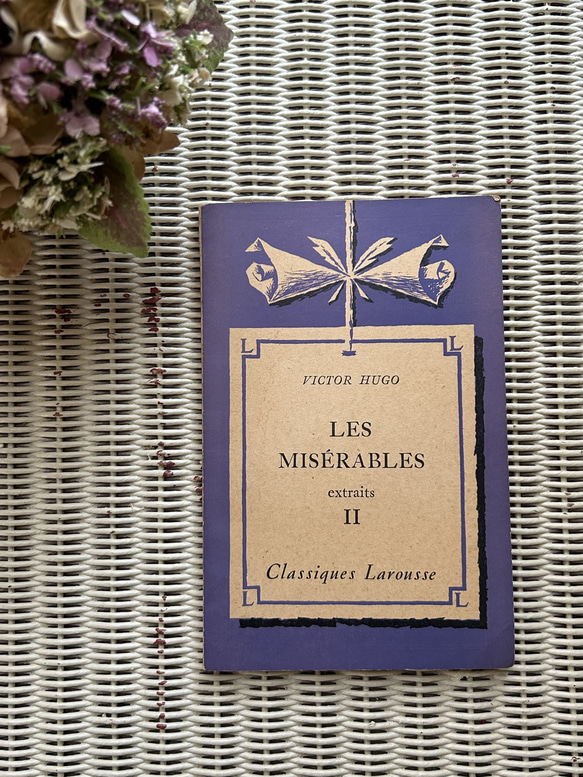 L L
VICTOR HUGO
LES
MISÉRABLES
extraits
II
Classiques Larousse
L L